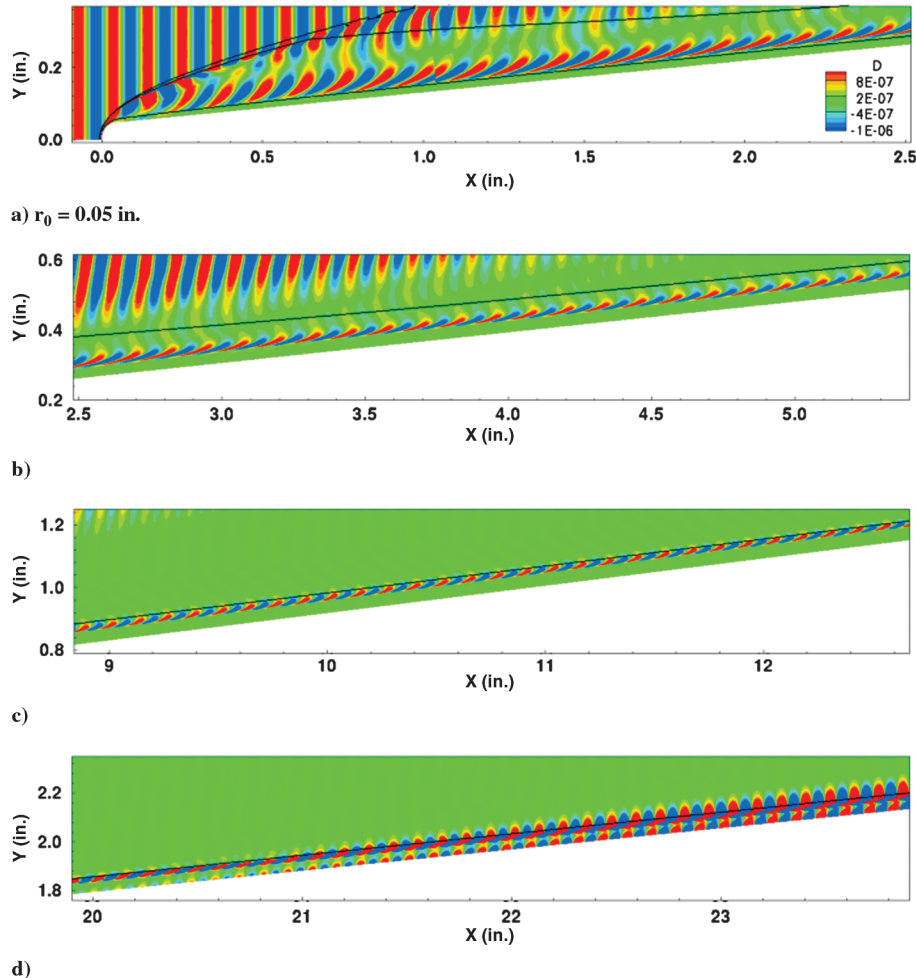 Y (in.)
0.2
0.0
D
8E-07
2E-07
-4E-07
-1E-06
0.0 0.5 1.0 1.5 2.0 2.5
X (in.)
a) r₀ = 0.05 in.
Y (in.)
0.6
0.4
0.2
2.5 3.0 3.5 4.0 4.5 5.0
X (in.)
b)
Y (in.)
1.2
1.0
0.8
9 10 11 12
X (in.)
c)
Y (in.)
2.2
2.0
1.8
20 21 22 23
X (in.)
d)